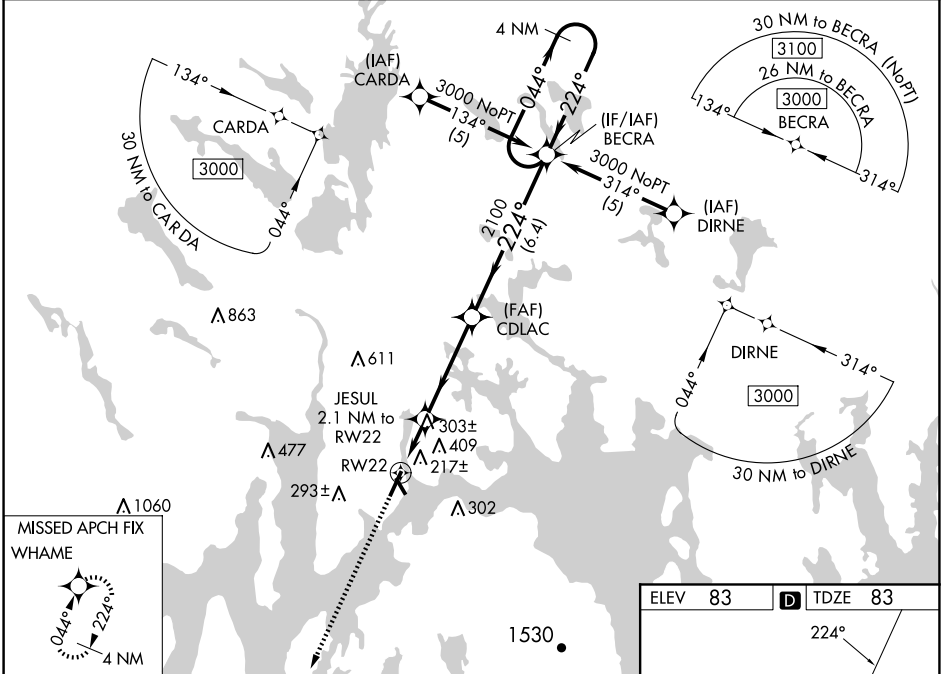 4 NM
044°
224°
(IAF)
CARDA
3000 NoPT
134°
(5)
(IF/IAF)
BECRA
3000 NoPT
314°
(5)
(IAF)
DIRNE
134°
CARDA
3000
044°
30 NM to CARDA
30 NM to BECRA (NoPT)
3100
26 NM to BECRA
3000
BECRA
134°
314°
2100
224°
(6.4)
(FAF)
CDLAC
DIRNE
314°
044°
3000
30 NM to DIRNE
863
611
JESUL
2.1 NM to
RW22
303±
409
477
RW22
217±
293±
302
1060
MISSED APCH FIX
WHAME
044°
224°
4 NM
1530
ELEV 83 D TDZE 83
224°